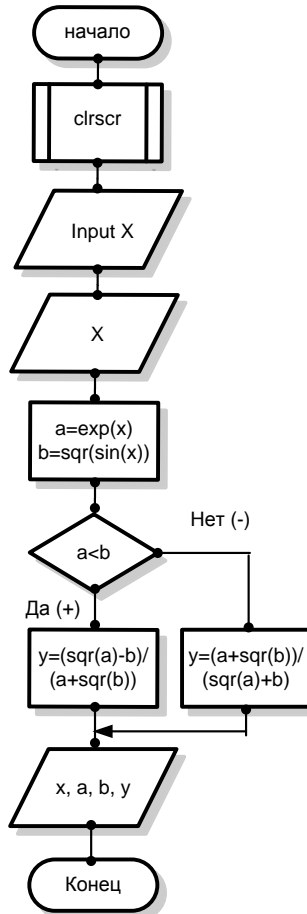 начало
clrscr
Input X
X
a=exp(x)
b=sqr(sin(x))
a<b
Нет (-)
Да (+)
y=(sqr(a)-b)/
(a+sqr(b))
y=(a+sqr(b))/
(sqr(a)+b)
x, a, b, y
Конец